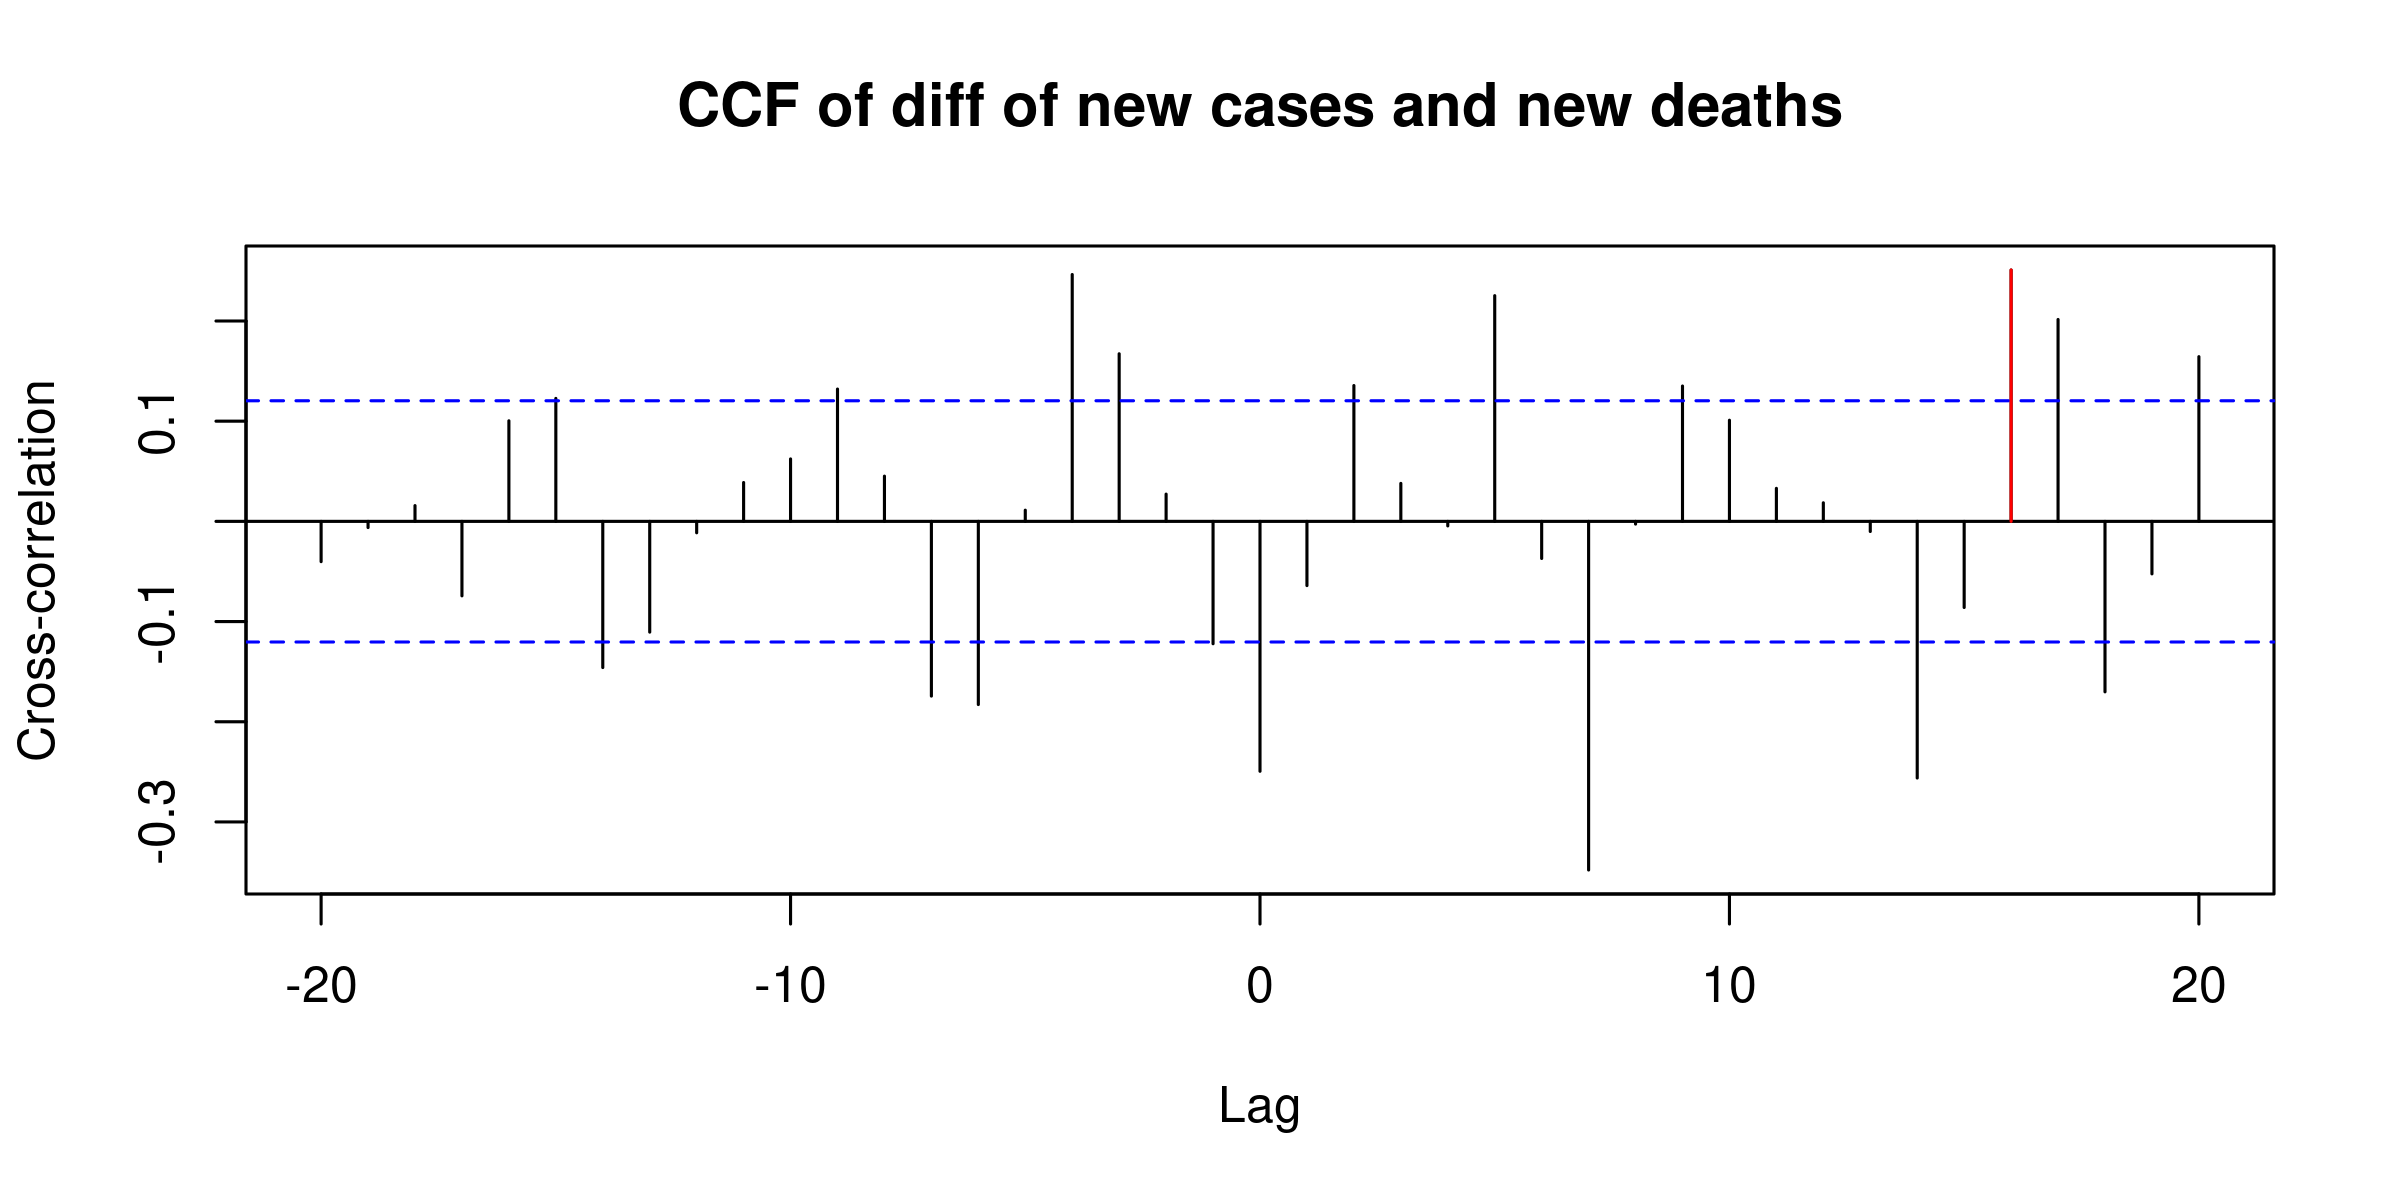 CCF of diff of new cases and new deaths
Cross-correlation
0.1
-0.1
-0.3
-20 -10 0 10 20
Lag